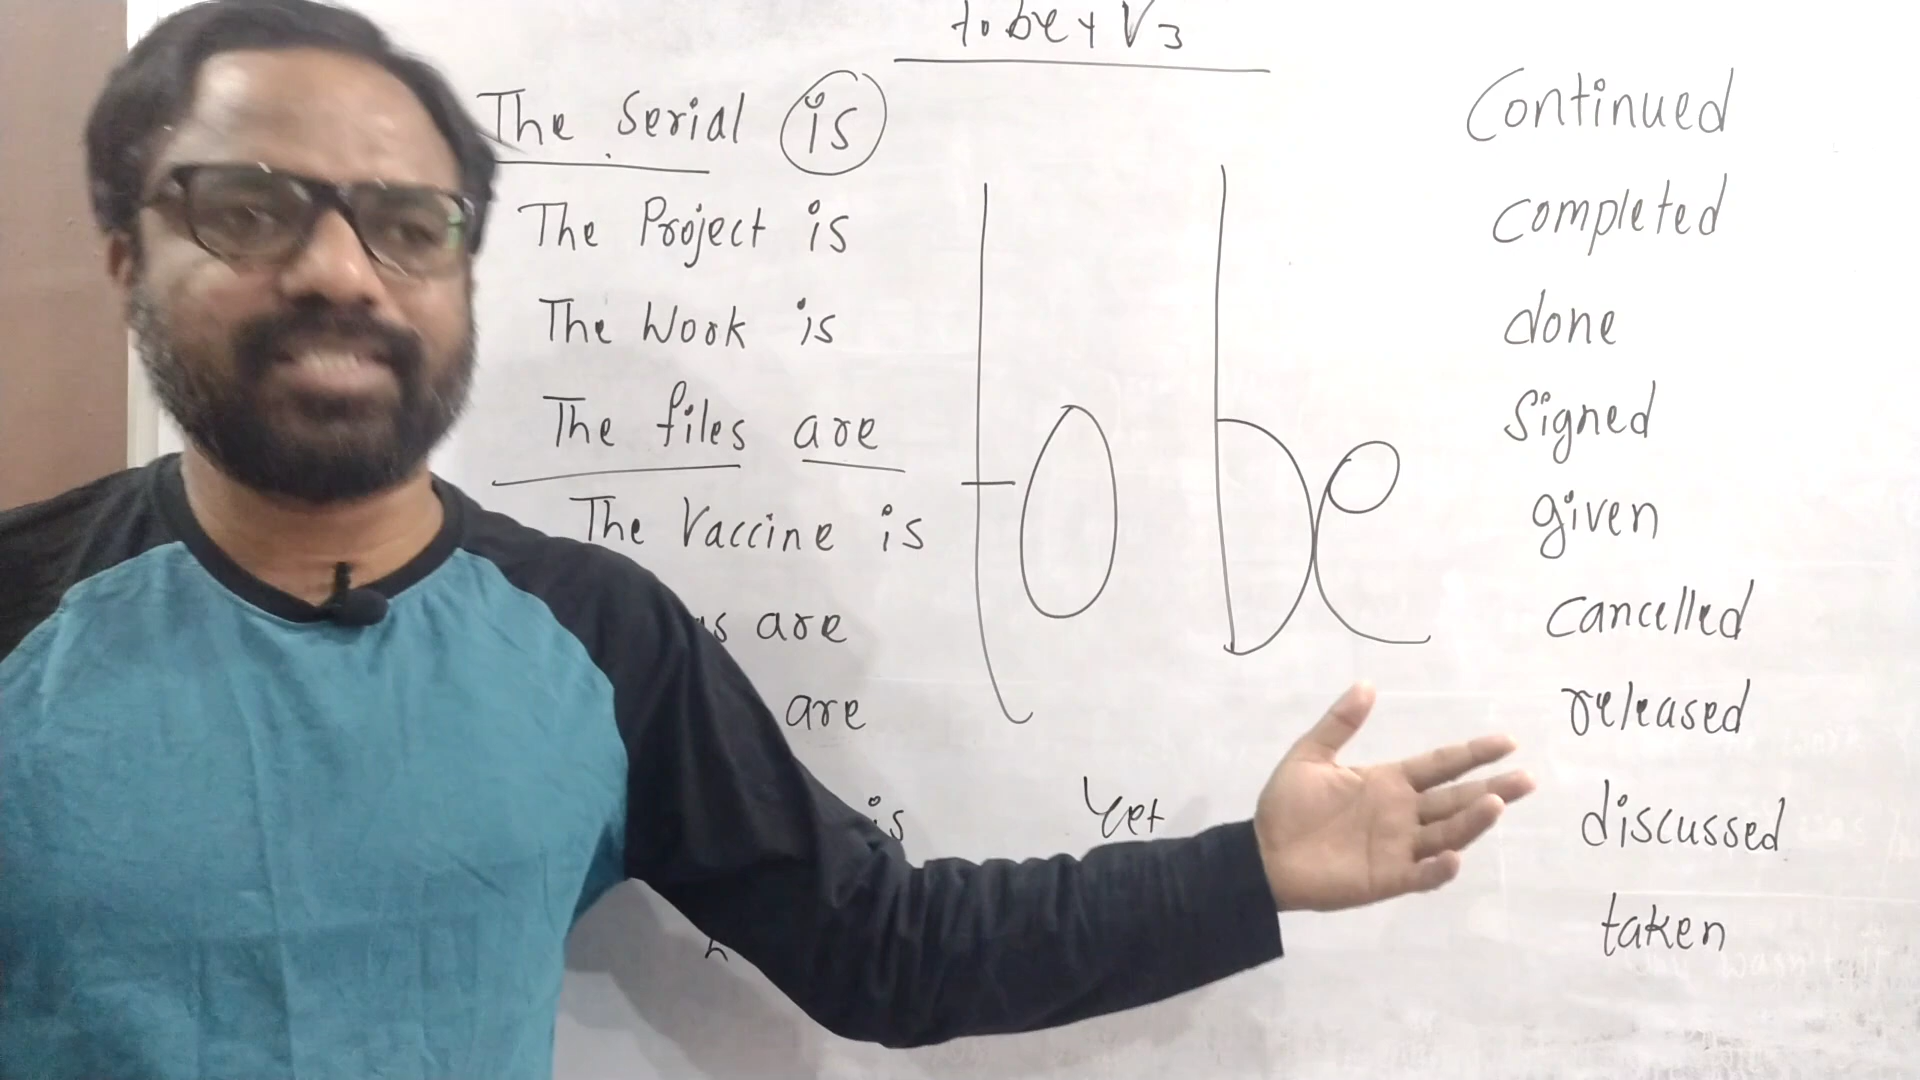 to be + V3
The Serial is
The Project is
The Work is
The files are
The Vaccine is
are
are
is
to be
Yet
Continued
Completed
done
Signed
given
Cancelled
released
discussed
taken